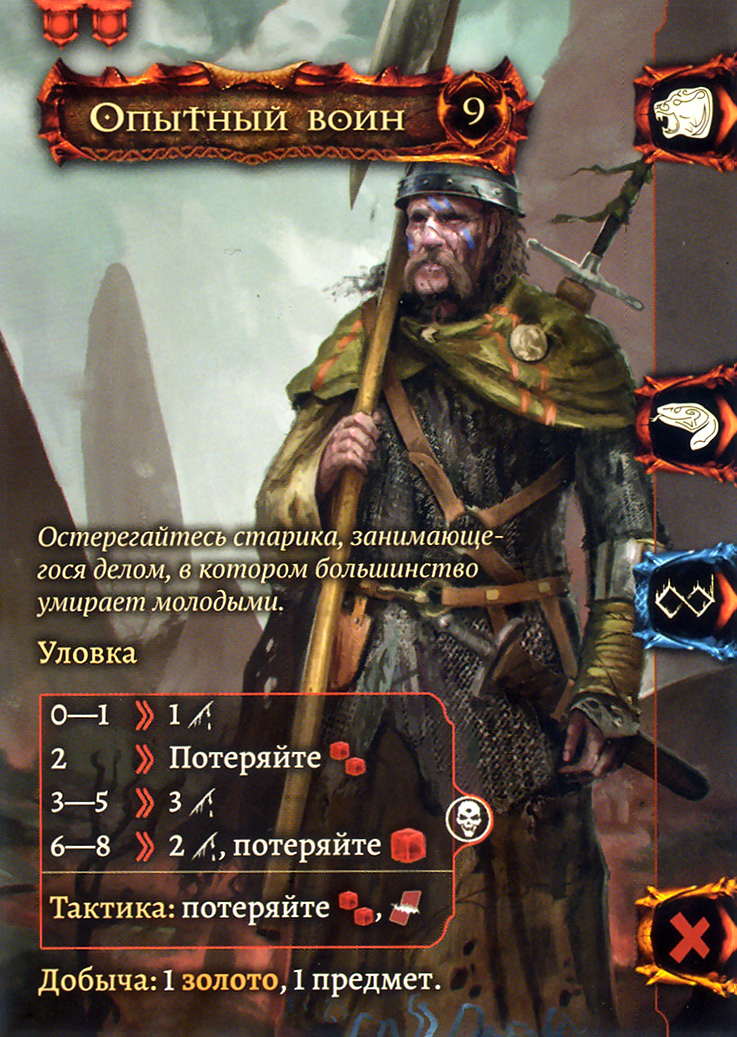 Опытный воин 9
Остерегайтесь старика, занимающе-
гося делом, в котором большинство
умирает молодыми.
Уловка
0—1 1
2 Потеряйте
3—5 3
6—8 2, потеряйте
Тактика: потеряйте ,
Добыча: 1 золото, 1 предмет.